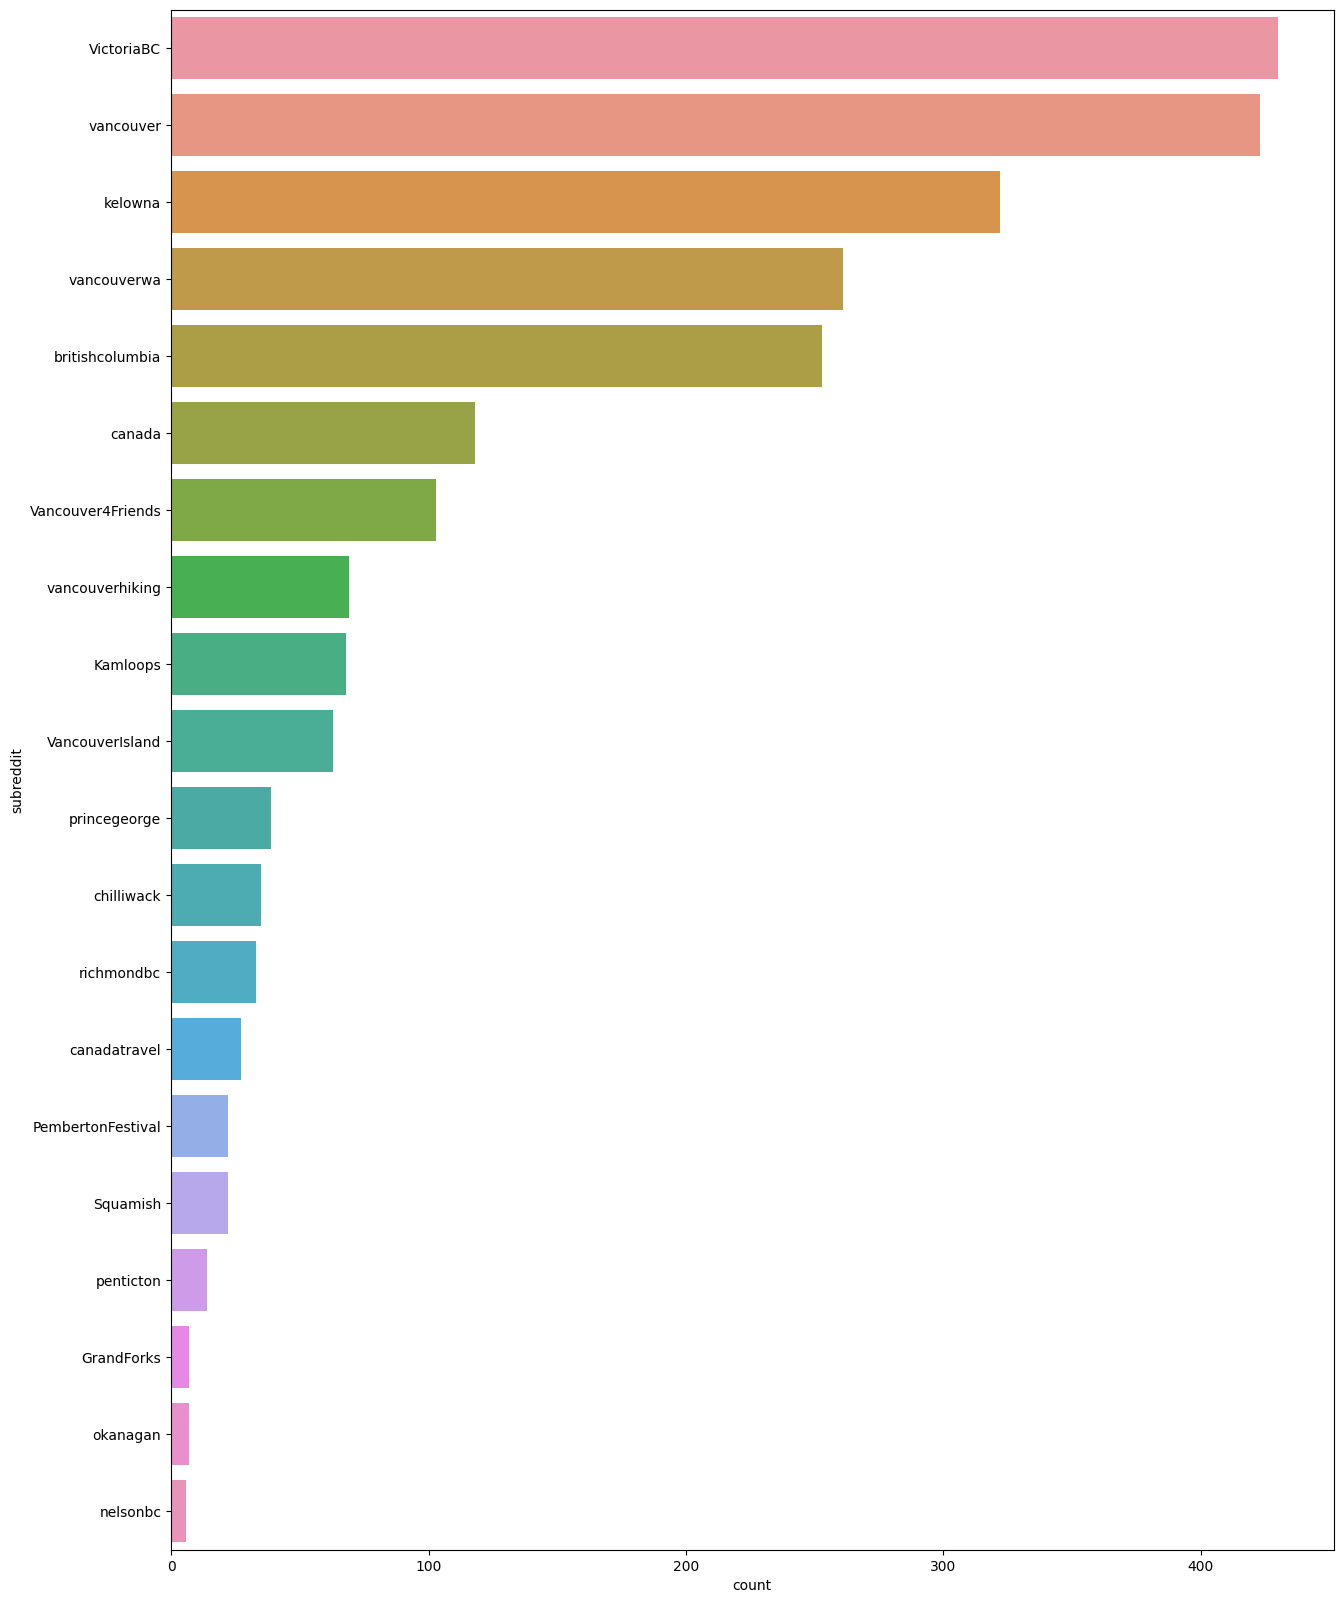 VictoriaBC
vancouver
kelowna
vancouverwa
britishcolumbia
canada
Vancouver4Friends
vancouverhiking
Kamloops
VancouverIsland
princegeorge
chilliwack
richmondbc
canadatravel
PembertonFestival
Squamish
penticton
GrandForks
okanagan
nelsonbc
subreddit
0 100 200 300 400
count